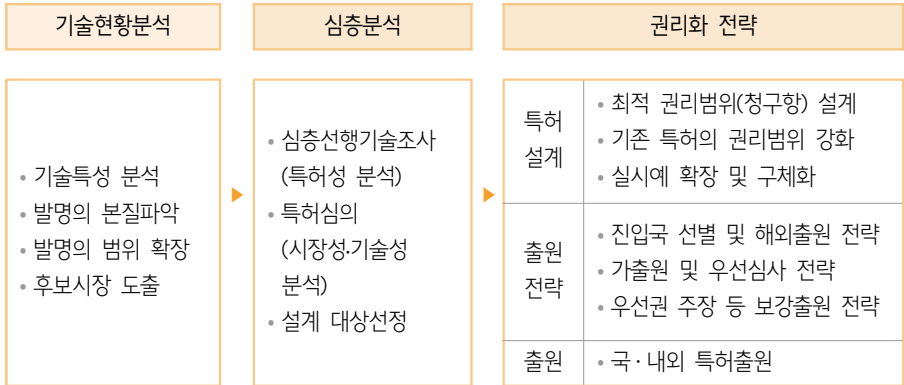 기술현황분석
심층분석
권리화 전략
• 기술특성 분석
• 발명의 본질파악
• 발명의 범위 확장
• 후보시장 도출
• 심층선행기술조사
(특허성 분석)
• 특허심의
(시장성·기술성
분석)
• 설계 대상선정
특허
설계
• 최적 권리범위(청구항) 설계
• 기존 특허의 권리범위 강화
• 실시예 확장 및 구체화
출원
전략
• 진입국 선별 및 해외출원 전략
• 가출원 및 우선심사 전략
• 우선권 주장 등 보강출원 전략
출원
• 국·내외 특허출원